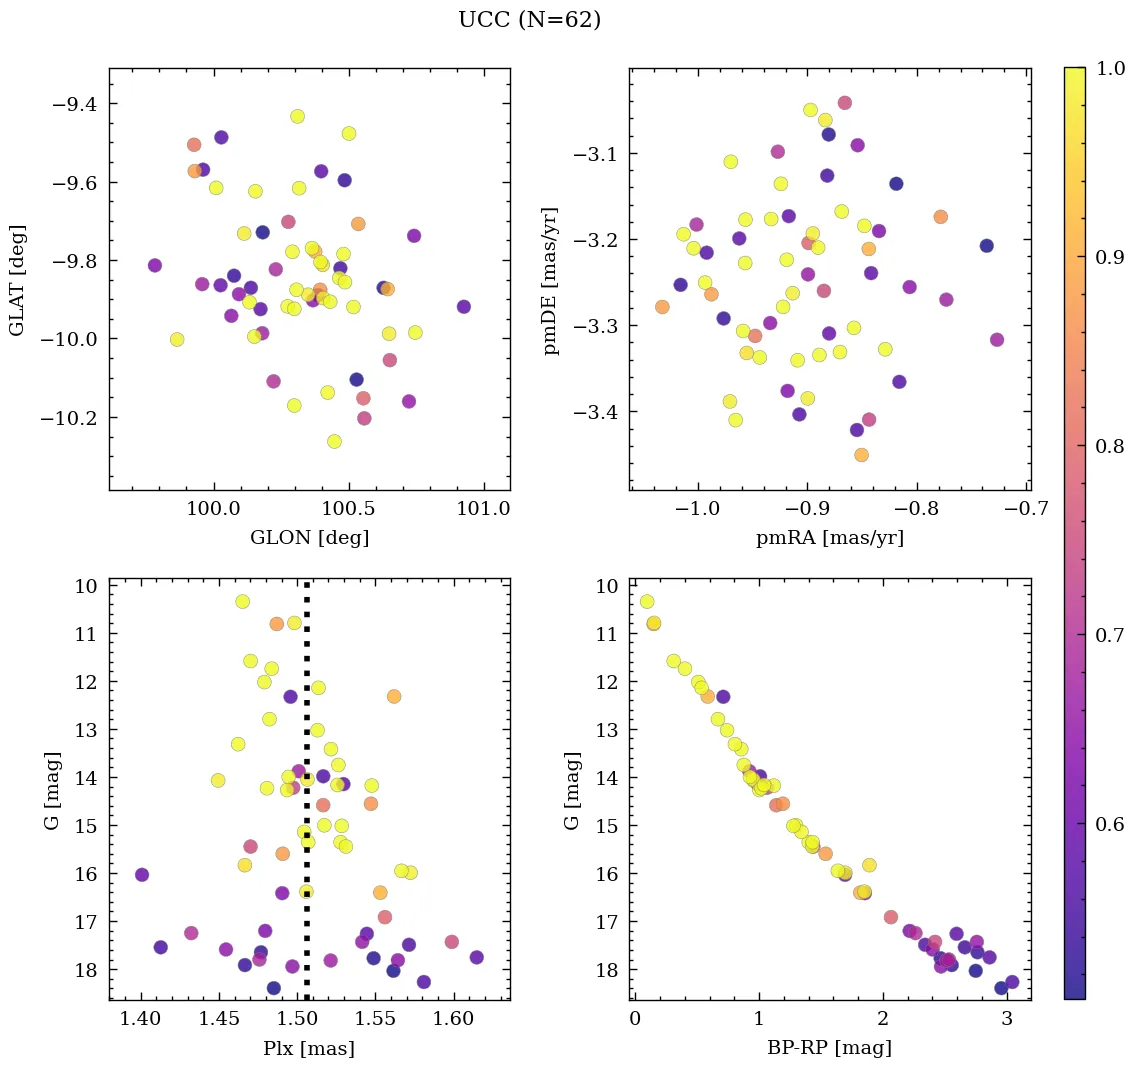 UCC (N=62)
−9.4
−9.6
−9.8
−10.0
−10.2
GLAT [deg]
100.0 100.5 101.0
GLON [deg]
−3.1
−3.2
−3.3
−3.4
pmDE [mas/yr]
−1.0 −0.9 −0.8 −0.7
pmRA [mas/yr]
1.0
0.9
0.8
0.7
0.6
10
11
12
13
14
15
16
17
18
G [mag]
1.40 1.45 1.50 1.55 1.60
Plx [mas]
10
11
12
13
14
15
16
17
18
G [mag]
0 1 2 3
BP-RP [mag]